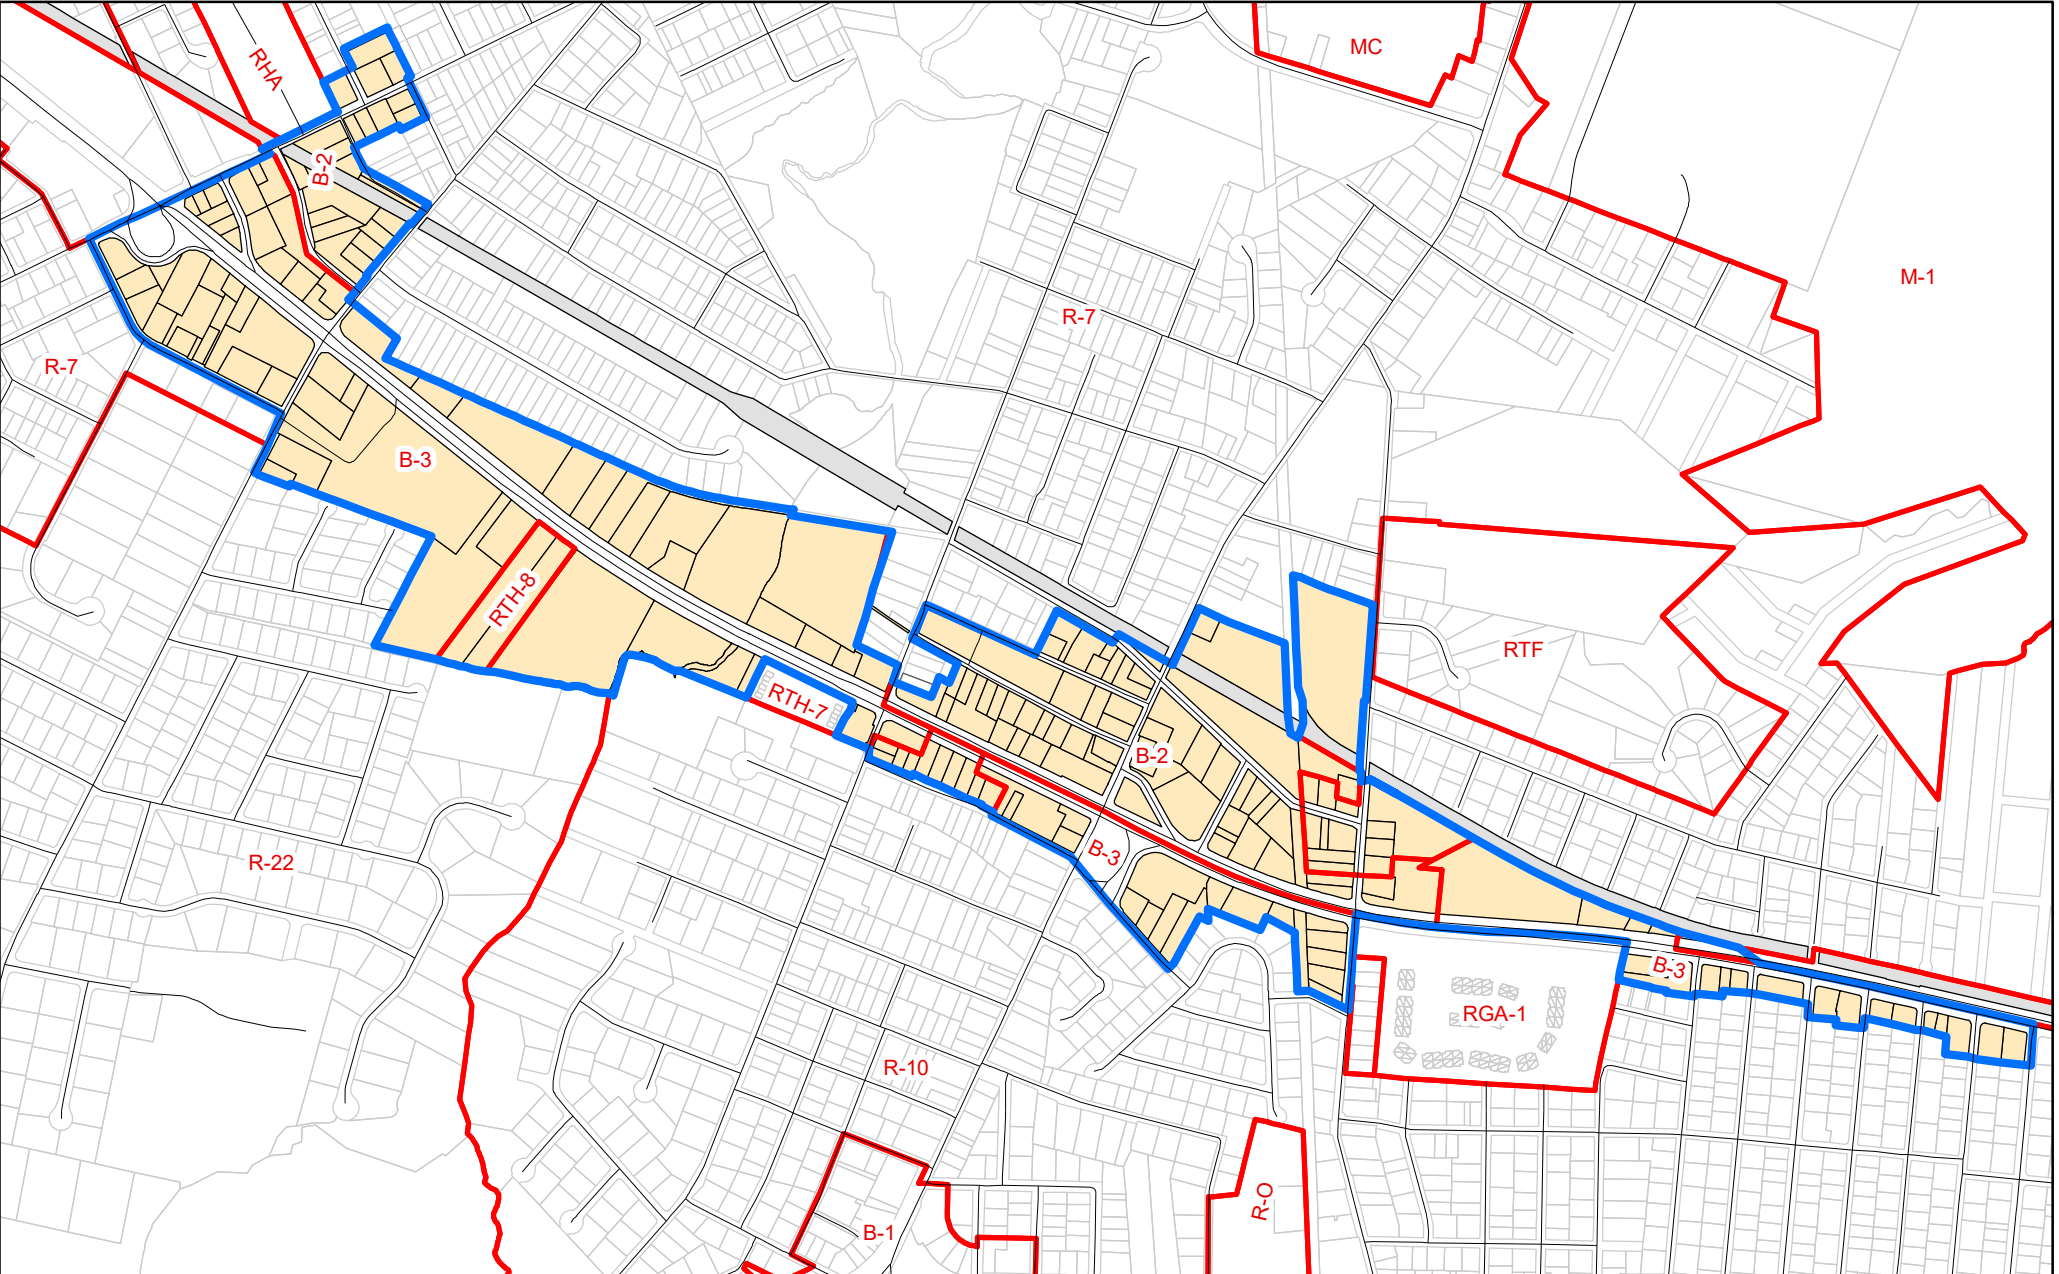 MC
RHA
B-2
M-1
R-7
R-7
B-3
RTH-8
RTF
RTH-7
B-2
B-3
R-22
B-3
RGA-1
R-10
R-O
B-1